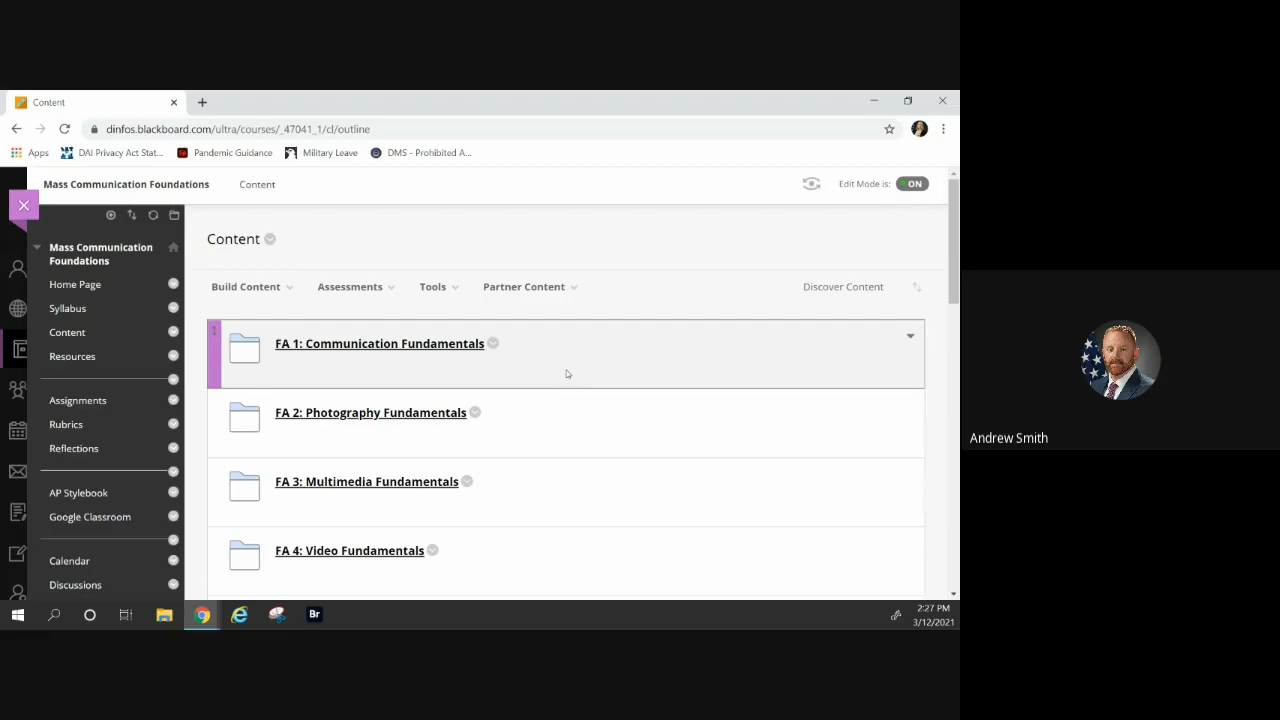 Content
dinfos.blackboard.com/ultra/courses/_47041_1/cl/outline
Apps
DAI Privacy Act Stat...
Pandemic Guidance
Military Leave
DMS - Prohibited A...
Mass Communication Foundations
Content
Edit Mode is:
ON
Mass Communication
Foundations
Home Page
Syllabus
Content
Resources
Assignments
Rubrics
Reflections
AP Stylebook
Google Classroom
Calendar
Discussions
Content
Build Content
Assessments
Tools
Partner Content
Discover Content
FA 1: Communication Fundamentals
FA 2: Photography Fundamentals
FA 3: Multimedia Fundamentals
FA 4: Video Fundamentals
Br
2:27 PM
3/12/2021
Andrew Smith